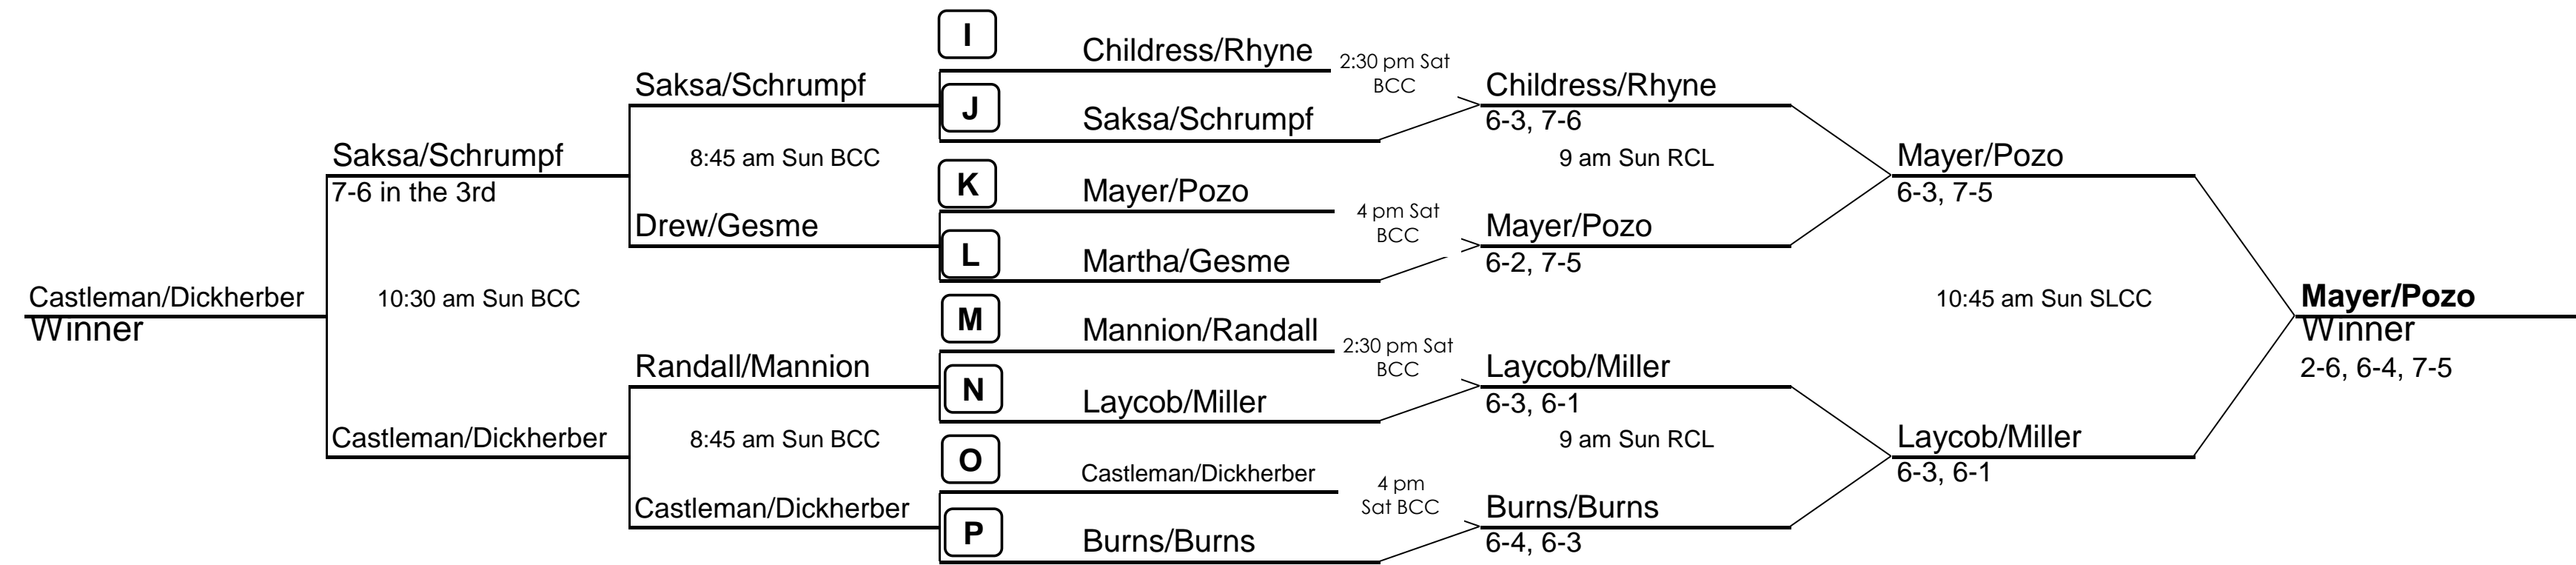 I
Childress/Rhyne
2:30 pm Sat
BCC
Saksa/Schrumpf
J
Saksa/Schrumpf
Childress/Rhyne
6-3, 7-6
Saksa/Schrumpf
7-6 in the 3rd
8:45 am Sun BCC
9 am Sun RCL
Mayer/Pozo
6-3, 7-5
K
Mayer/Pozo
4 pm Sat
BCC
Drew/Gesme
L
Martha/Gesme
Mayer/Pozo
6-2, 7-5
Castleman/Dickherber
Winner
10:30 am Sun BCC
10:45 am Sun SLCC
Mayer/Pozo
Winner
2-6, 6-4, 7-5
M
Mannion/Randall
2:30 pm Sat
BCC
Randall/Mannion
N
Laycob/Miller
Laycob/Miller
6-3, 6-1
Castleman/Dickherber
8:45 am Sun BCC
9 am Sun RCL
Laycob/Miller
6-3, 6-1
O
Castleman/Dickherber
4 pm
Sat BCC
Castleman/Dickherber
P
Burns/Burns
Burns/Burns
6-4, 6-3